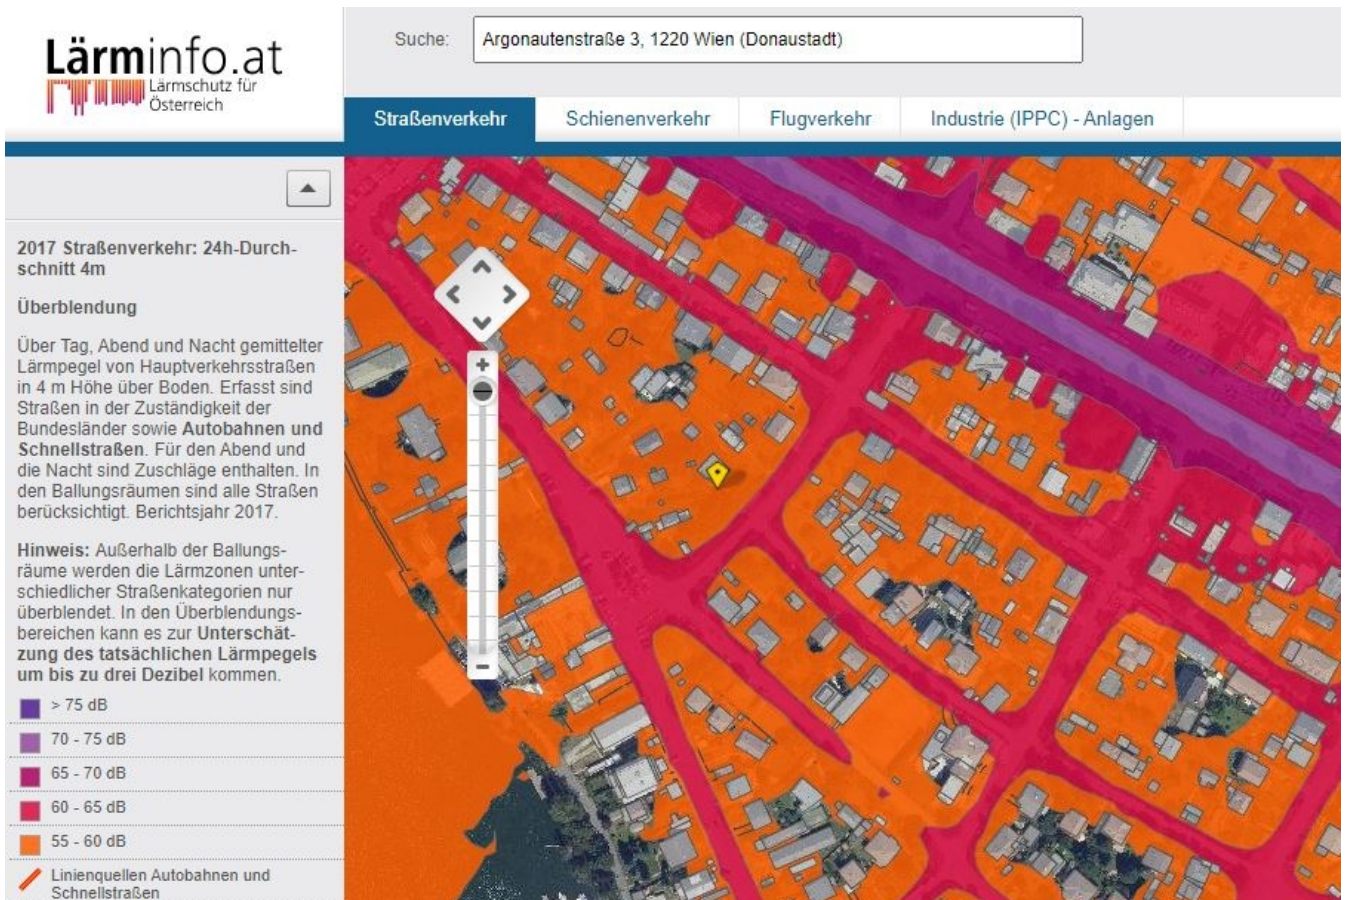 Lärminfo.at
Lärmschutz für
Österreich
Suche:
Argonautenstraße 3, 1220 Wien (Donaustadt)
Straßenverkehr
Schienenverkehr
Flugverkehr
Industrie (IPPC) - Anlagen
2017 Straßenverkehr: 24h-Durch-
schnitt 4m
Überblendung
Über Tag, Abend und Nacht gemittelter
Lärmpegel von Hauptverkehrsstraßen
in 4 m Höhe über Boden. Erfasst sind
Straßen in der Zuständigkeit der
Bundesländer sowie Autobahnen und
Schnellstraßen. Für den Abend und
die Nacht sind Zuschläge enthalten. In
den Ballungsräumen sind alle Straßen
berücksichtigt. Berichtsjahr 2017.
Hinweis: Außerhalb der Ballungs-
räume werden die Lärmzonen unter-
schiedlicher Straßenkategorien nur
überblendet. In den Überblendungs-
bereichen kann es zur Unterschät-
zung des tatsächlichen Lärmpegels
um bis zu drei Dezibel kommen.
> 75 dB
70 - 75 dB
65 - 70 dB
60 - 65 dB
55 - 60 dB
Linienquellen Autobahnen und
Schnellstraßen